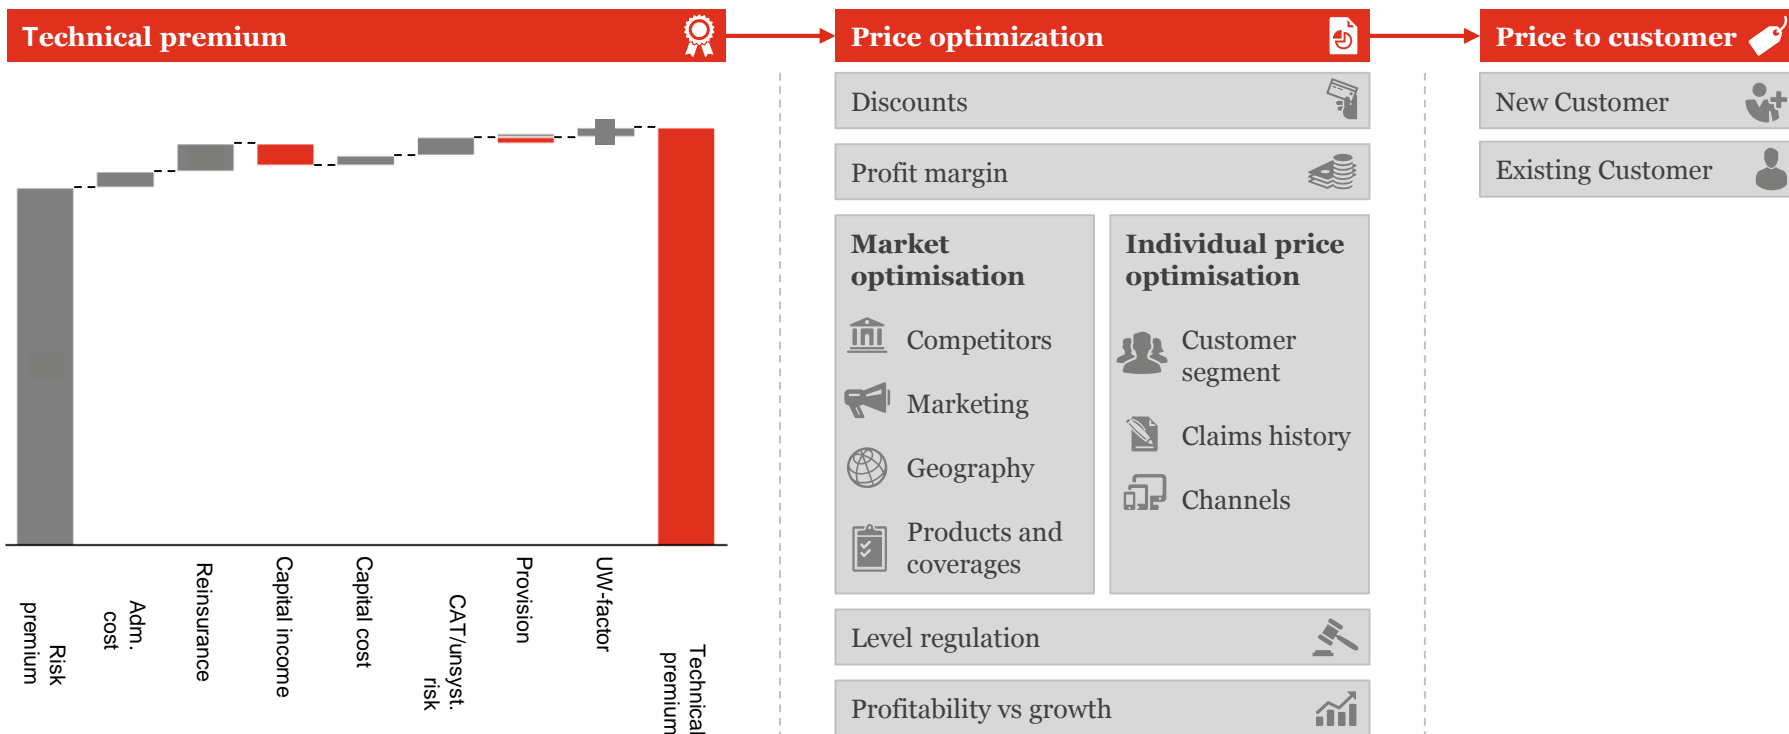 Technical premium
Price optimization
Price to customer
Risk
premium
Adm.
cost
Reinsurance
Capital income
Capital cost
CAT/unsyst.
risk
Provision
UW-factor
Technical
premium
Discounts
Profit margin
Market
optimisation
Competitors
Marketing
Geography
Products and
coverages
Individual price
optimisation
Customer
segment
Claims history
Channels
Level regulation
Profitability vs growth
New Customer
Existing Customer